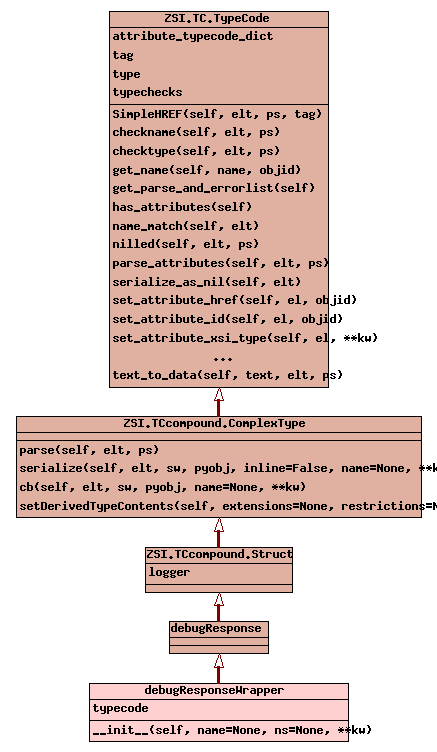 ZSI.TC.TypeCode
attribute_typecode_dict
tag
type
typechecks
SimpleHREF(self, elt, ps, tag)
checkname(self, elt, ps)
checktype(self, elt, ps)
get_name(self, name, objid)
get_parse_and_errorlist(self)
has_attributes(self)
name_match(self, elt)
nilled(self, elt, ps)
parse_attributes(self, elt, ps)
serialize_as_nil(self, elt)
set_attribute_href(self, el, objid)
set_attribute_id(self, el, objid)
set_attribute_xsi_type(self, el, **kw)
...
text_to_data(self, text, elt, ps)
ZSI.TCcompound.ComplexType
parse(self, elt, ps)
serialize(self, elt, sw, pyobj, inline=False, name=None, **k
cb(self, elt, sw, pyobj, name=None, **kw)
setDerivedTypeContents(self, extensions=None, restrictions=N
ZSI.TCcompound.Struct
logger
debugResponse
debugResponseWrapper
typecode
__init__(self, name=None, ns=None, **kw)